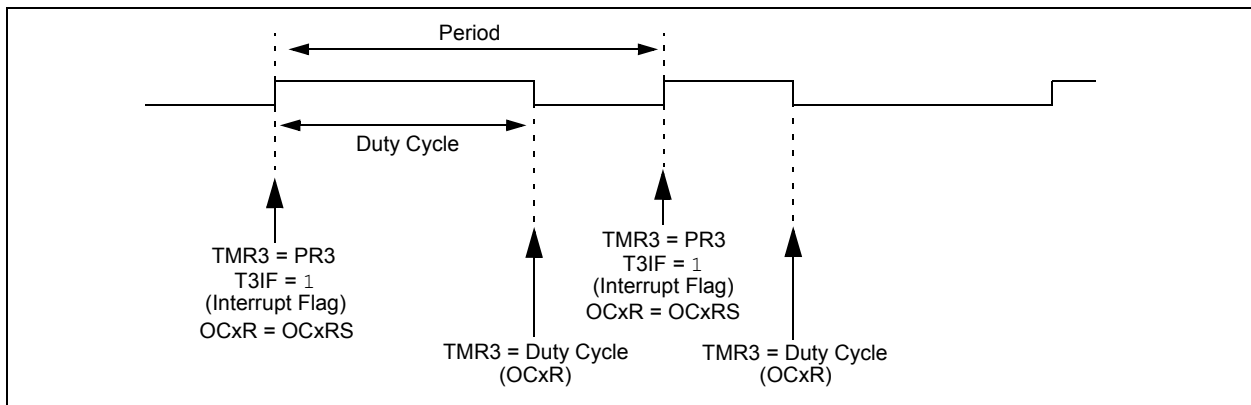 Period
Duty Cycle
TMR3 = PR3
T3IF = 1
(Interrupt Flag)
OCxR = OCxRS
TMR3 = Duty Cycle
(OCxR)
TMR3 = PR3
T3IF = 1
(Interrupt Flag)
OCxR = OCxRS
TMR3 = Duty Cycle
(OCxR)